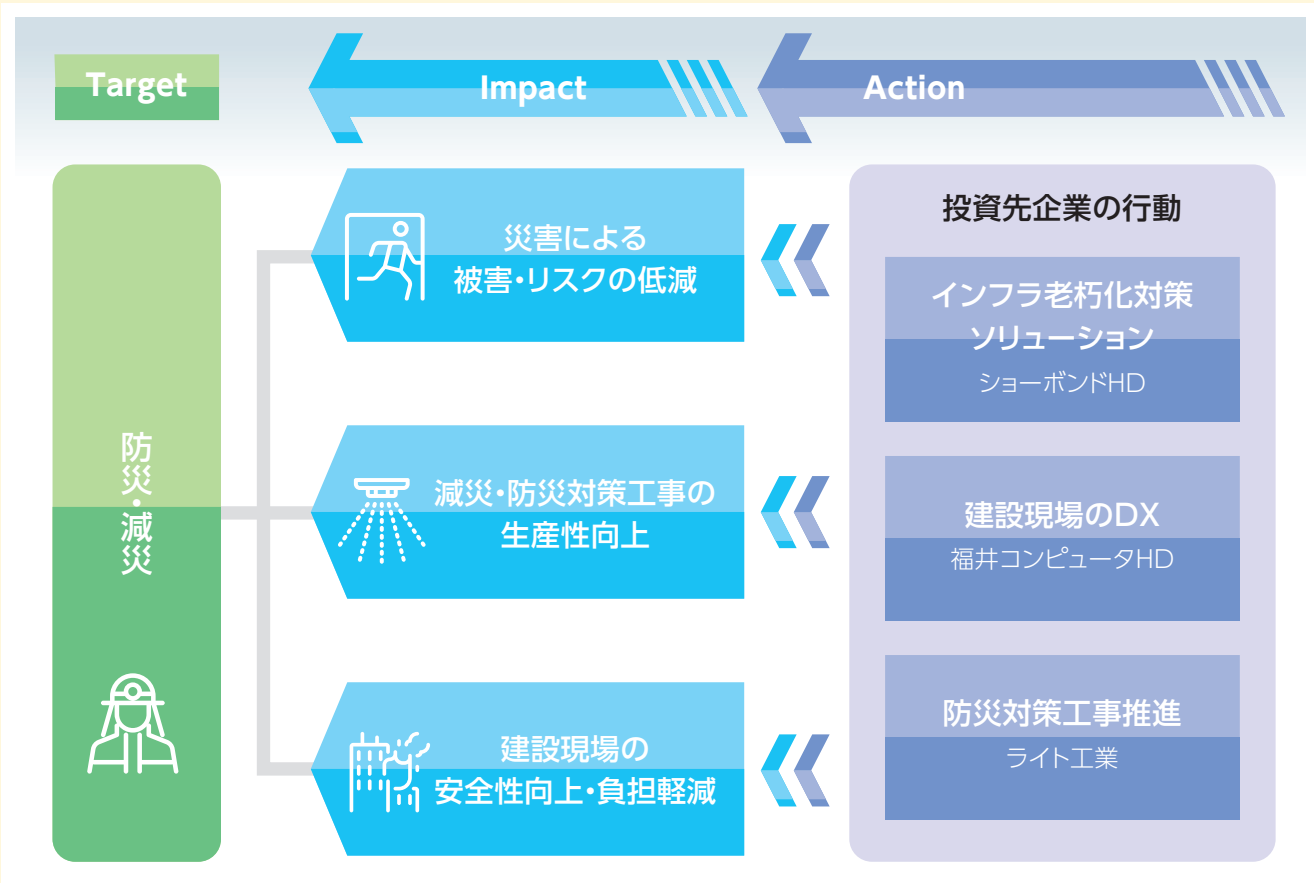 Target
Impact
Action
防災・減災
災害による
被害・リスクの低減
減災・防災対策工事の
生産性向上
建設現場の
安全性向上・負担軽減
投資先企業の行動
インフラ老朽化対策
ソリューション
ショーボンドHD
建設現場のDX
福井コンピュータHD
防災対策工事推進
ライト工業